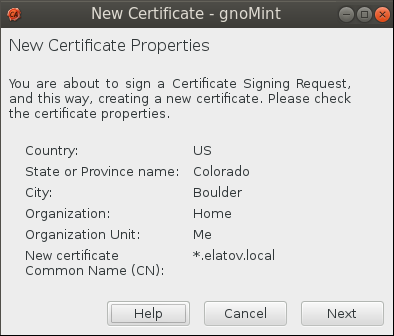 New Certificate - gnoMint
New Certificate Properties
You are about to sign a Certificate Signing Request,
and this way, creating a new certificate. Please check
the certificate properties.
Country: US
State or Province name: Colorado
City: Boulder
Organization: Home
Organization Unit: Me
New certificate *.elatov.local
Common Name (CN):
Help Cancel Next